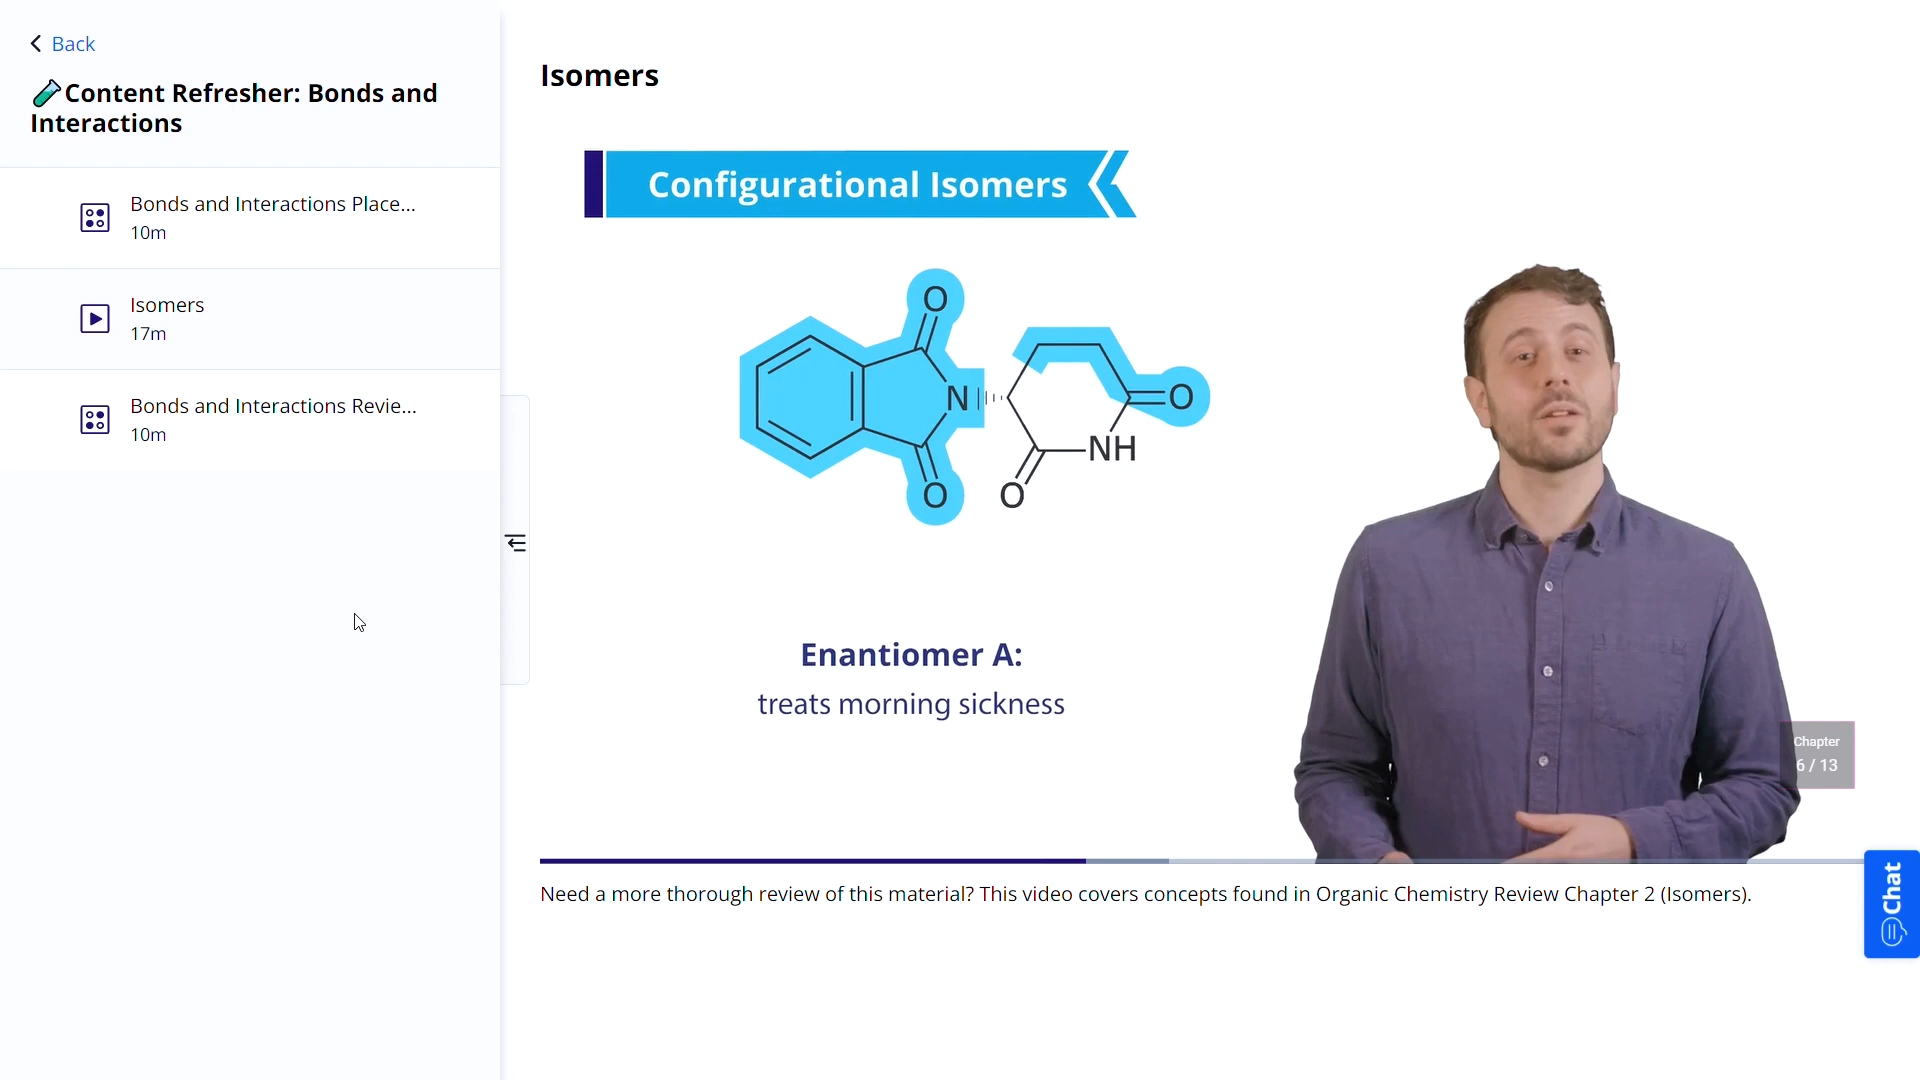 Back
Content Refresher: Bonds and
Interactions
Bonds and Interactions Place...
10m
Isomers
17m
Bonds and Interactions Revie...
10m
Isomers
Configurational Isomers
O
N
O
O
NH
O
Enantiomer A:
treats morning sickness
Chapter
6 / 13
Need a more thorough review of this material? This video covers concepts found in Organic Chemistry Review Chapter 2 (Isomers).
Chat